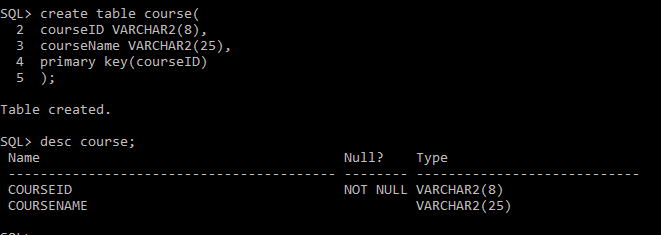 SQL> create table course(
  2  courseID VARCHAR2(8),
  3  courseName VARCHAR2(25),
  4  primary key(courseID)
  5  );
Table created.
SQL> desc course;
 Name                                      Null?    Type
 ----------------------------------------- -------- ----------------------------
 COURSEID                                  NOT NULL VARCHAR2(8)
 COURSENAME                                         VARCHAR2(25)
SQL>